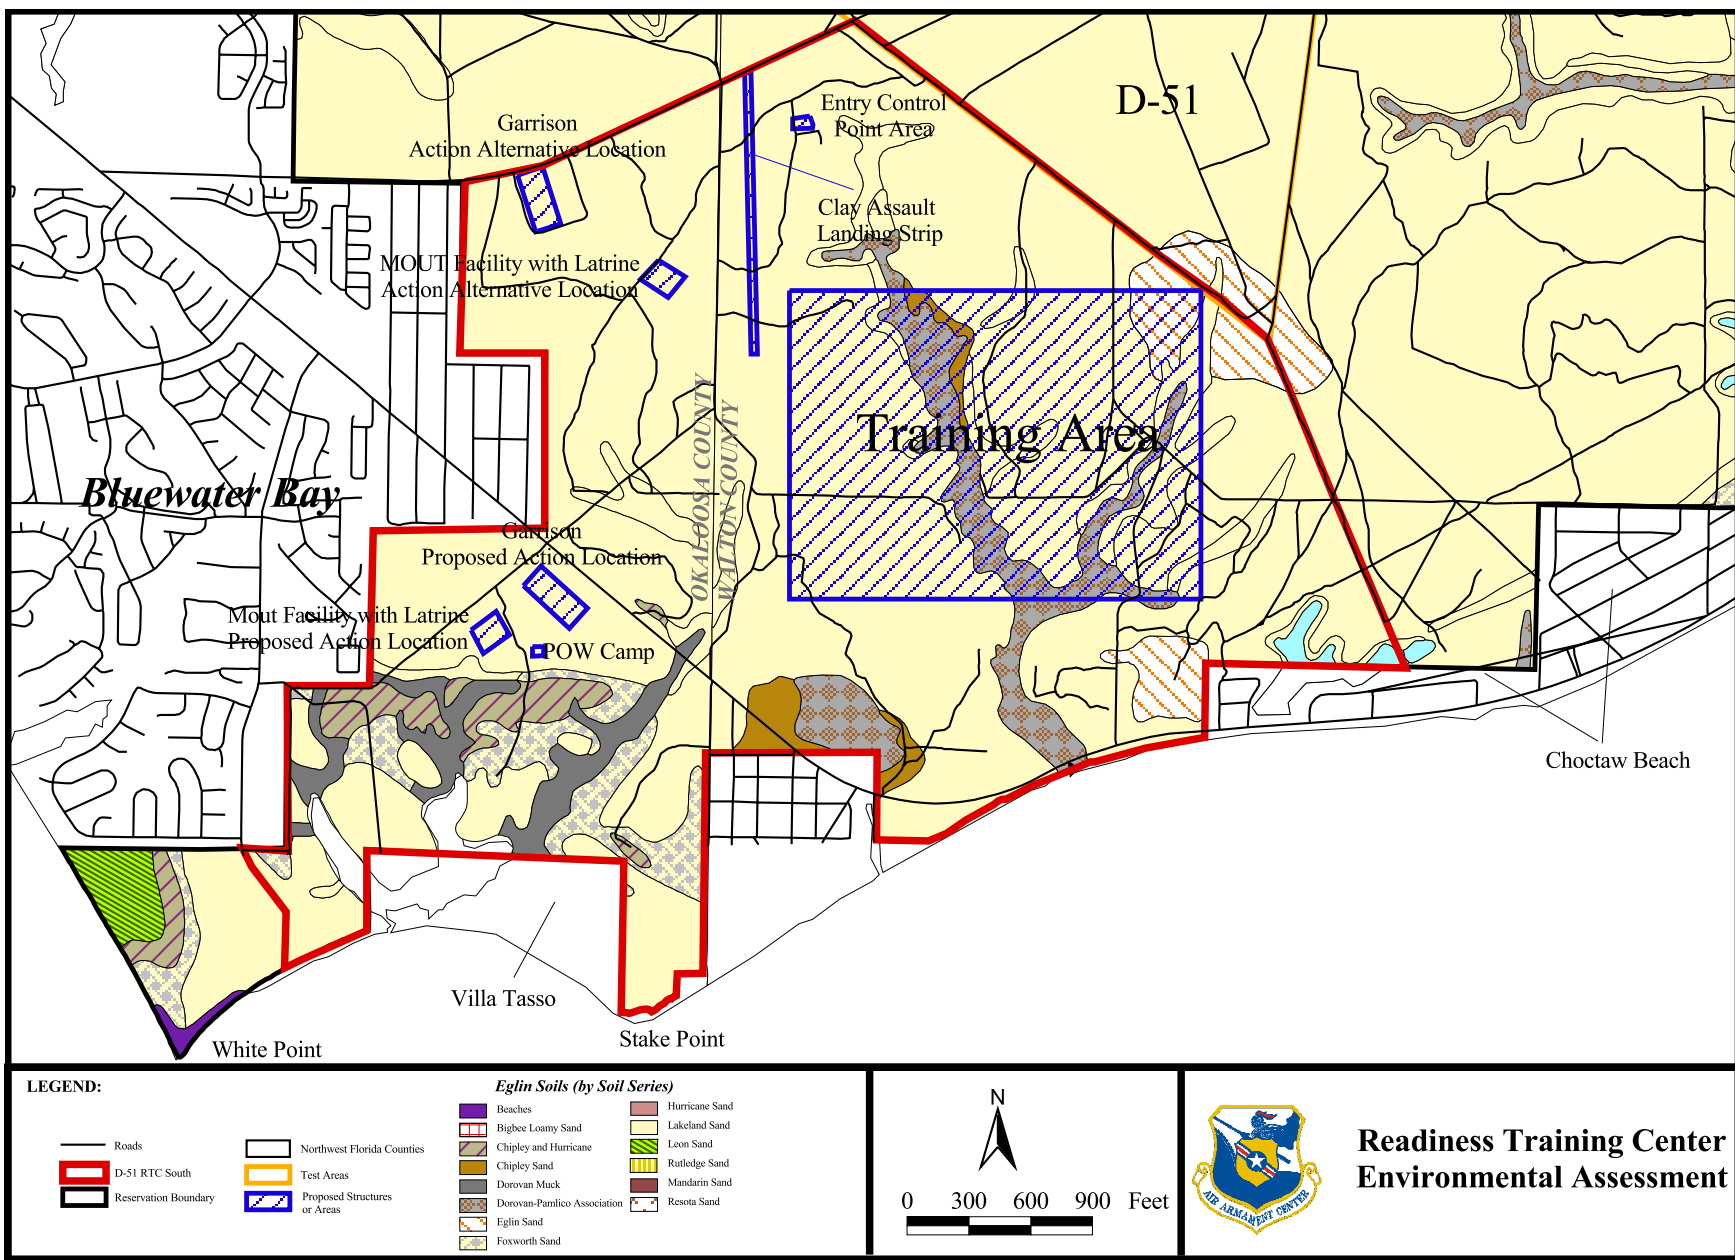 D-51
Entry Control
Point Area
Garrison
Action Alternative Location
Clay Assault
Landing Strip
MOUT Facility with Latrine
Action Alternative Location
OKALOOSA COUNTY
WALTON COUNTY
Training Area
Bluewater Bay
Garrison
Proposed Action Location
Mout Facility with Latrine
Proposed Action Location
POW Camp
Choctaw Beach
Villa Tasso
Stake Point
White Point
LEGEND:
Roads
D-51 RTC South
Reservation Boundary
Northwest Florida Counties
Test Areas
Proposed Structures
or Areas
Eglin Soils (by Soil Series)
Beaches
Bigbee Loamy Sand
Chipley and Hurricane
Chipley Sand
Dorovan Muck
Dorovan-Pamlico Association
Eglin Sand
Foxworth Sand
Hurricane Sand
Lakeland Sand
Leon Sand
Rutledge Sand
Mandarin Sand
Resota Sand
N
0 300 600 900 Feet
AIR ARMAMENT CENTER
Readiness Training Center
Environmental Assessment